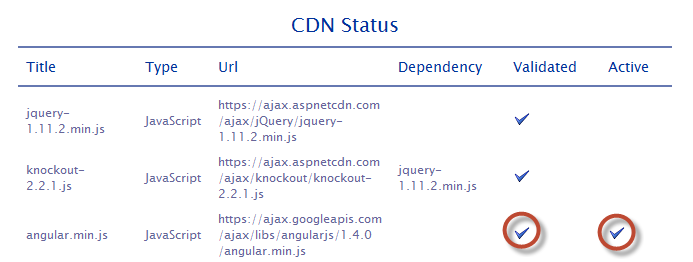 CDN Status
Title Type Url Dependency Validated Active
jquery-
1.11.2.min.js
JavaScript
https://ajax.aspnetcdn.com
/ajax/jQuery/jquery-
1.11.2.min.js
knockout-
2.2.1.js
JavaScript
https://ajax.aspnetcdn.com
/ajax/knockout/knockout-
2.2.1.js
jquery-
1.11.2.min.js
angular.min.js
JavaScript
https://ajax.googleapis.com
/ajax/libs/angularjs/1.4.0
/angular.min.js